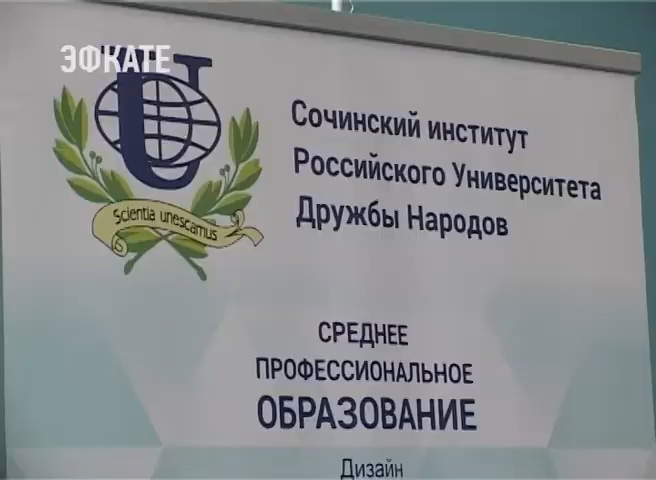 ЭФКАТЕ
Scientia unescamus
Сочинский институт
Российского Университета
Дружбы Народов
СРЕДНЕЕ
ПРОФЕССИОНАЛЬНОЕ
ОБРАЗОВАНИЕ
Дизайн